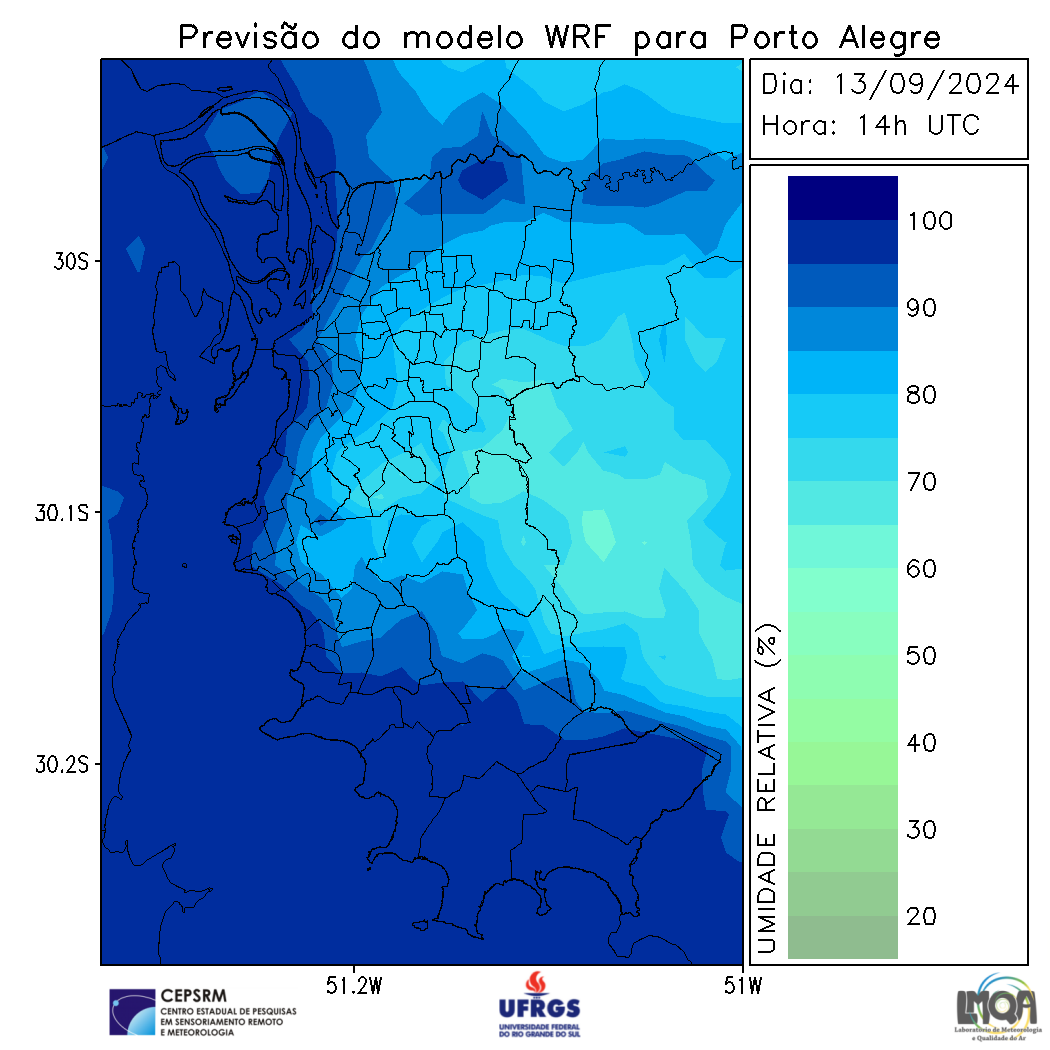 Previsão do modelo WRF para Porto Alegre
Dia: 13/09/2024
Hora: 14h UTC
30S
30.1S
30.2S
51.2W
51W
UMIDADE RELATIVA (%)
100
90
80
70
60
50
40
30
20
CEPSRM
CENTRO ESTADUAL DE PESQUISAS
EM SENSORIAMENTO REMOTO
E METEOROLOGIA
UFRGS
UNIVERSIDADE FEDERAL
DO RIO GRANDE DO SUL
LMQA
Laboratório de Meteorologia
e Qualidade do Ar